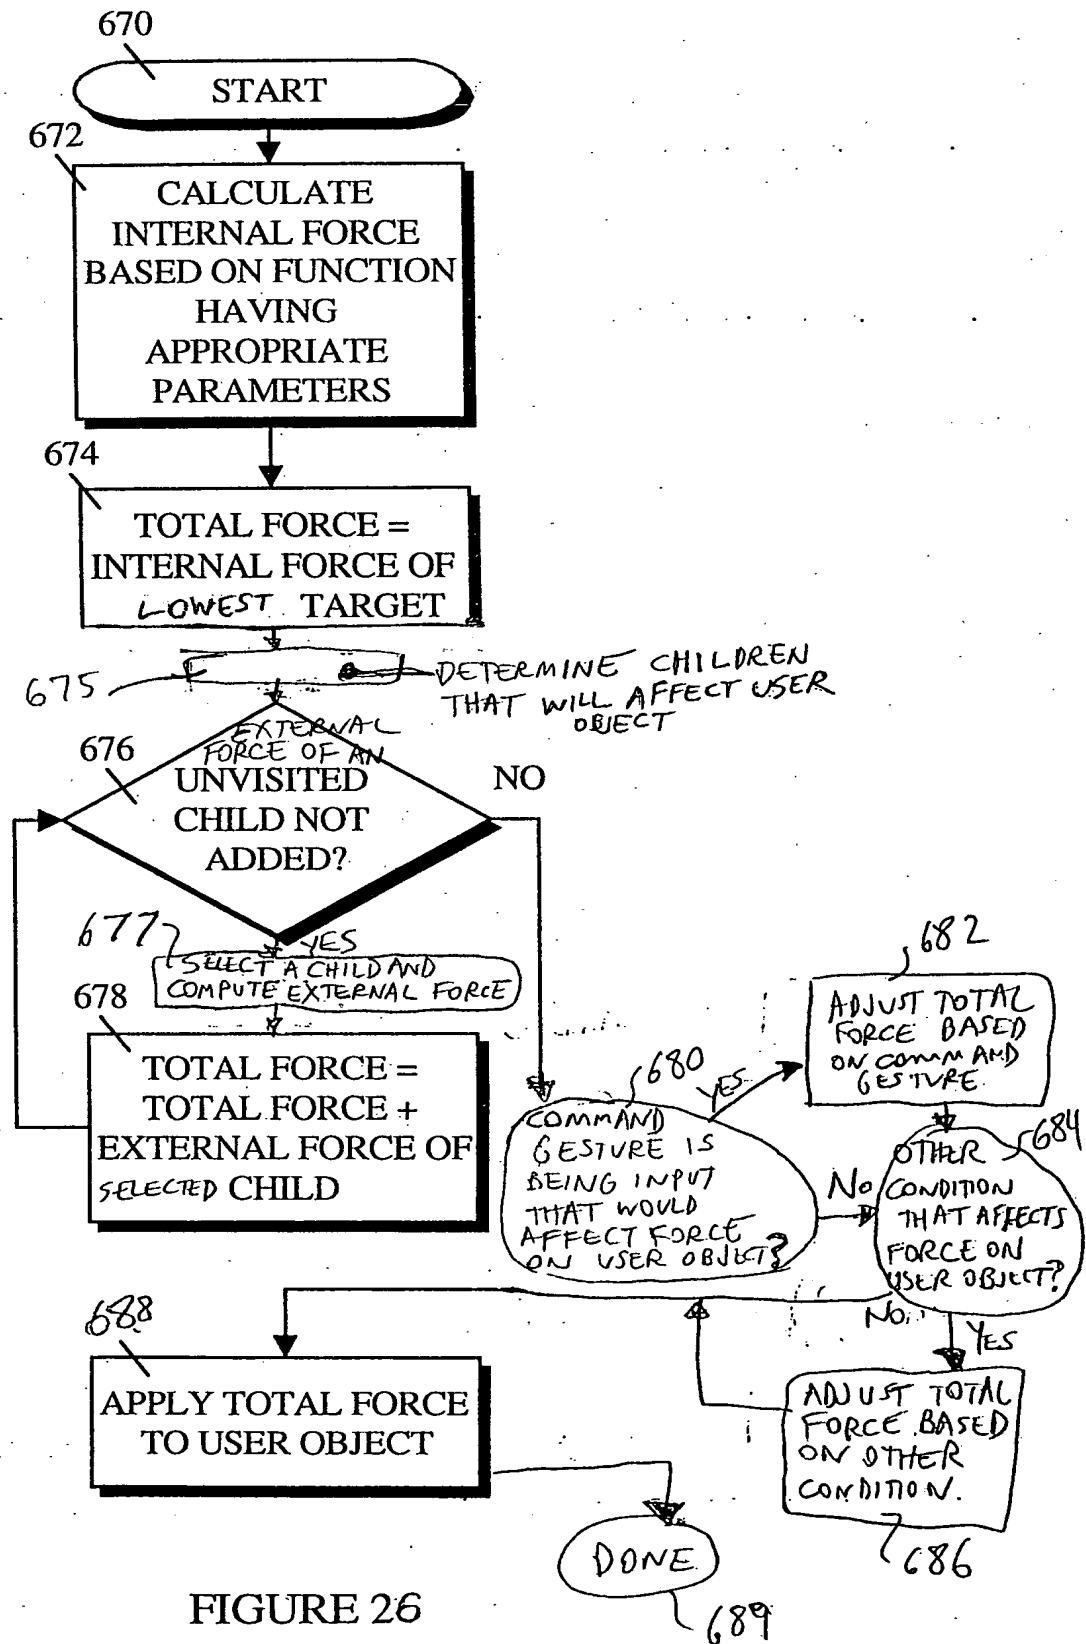 670
START
672
CALCULATE
INTERNAL FORCE
BASED ON FUNCTION
HAVING
APPROPRIATE
PARAMETERS
674
TOTAL FORCE =
INTERNAL FORCE OF
LOWEST TARGET
675
DETERMINE CHILDREN
THAT WILL AFFECT USER
OBJECT
676
EXTERNAL
FORCE OF AN
UNVISITED
CHILD NOT
ADDED?
NO
YES
677
SELECT A CHILD AND
COMPUTE EXTERNAL FORCE
678
TOTAL FORCE =
TOTAL FORCE +
EXTERNAL FORCE OF
SELECTED CHILD
680
COMMAND
GESTURE IS
BEING INPUT
THAT WOULD
AFFECT FORCE
ON USER OBJECT?
YES
682
ADJUST TOTAL
FORCE BASED
ON COMMAND
GESTURE.
No
684
OTHER
CONDITION
THAT AFFECTS
FORCE ON
USER OBJECT?
No
YES
ADJUST TOTAL
FORCE BASED
ON OTHER
CONDITION.
686
688
APPLY TOTAL FORCE
TO USER OBJECT
DONE
689
FIGURE 26